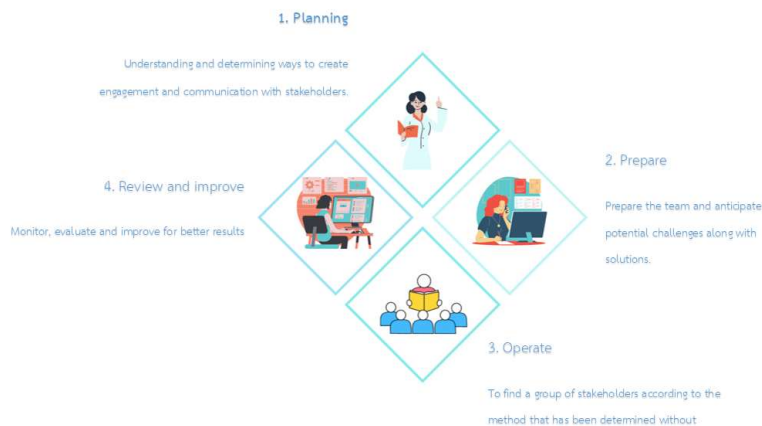 1. Planning
Understanding and determining ways to create
engagement and communication with stakeholders.
2. Prepare
Prepare the team and anticipate
potential challenges along with
solutions.
3. Operate
To find a group of stakeholders according to the
method that has been determined without
4. Review and improve
Monitor, evaluate and improve for better results